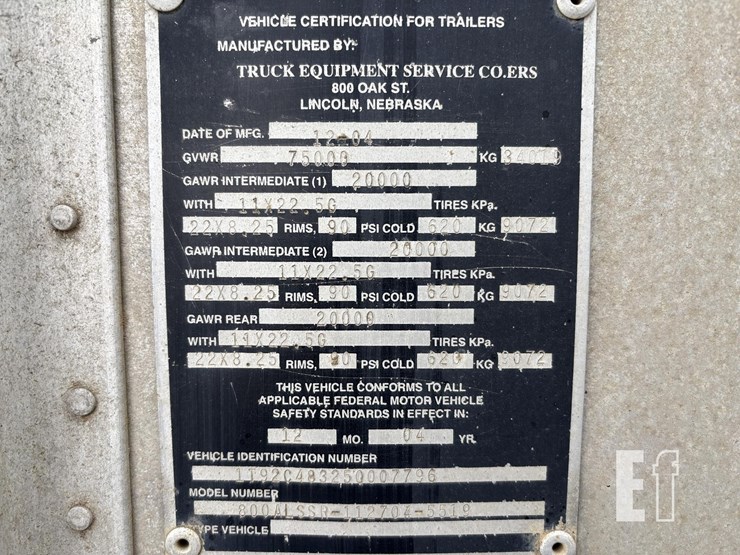 VEHICLE CERTIFICATION FOR TRAILERS
MANUFACTURED BY:
TRUCK EQUIPMENT SERVICE CO.ERS
800 OAK ST.
LINCOLN, NEBRASKA
DATE OF MFG. 12-04
GVWR 75000 KG 34019
GAWR INTERMEDIATE (1) 20000
WITH 11X22.5G TIRES KPa.
22X8.25 RIMS, 90 PSI COLD 620 KG 9072
GAWR INTERMEDIATE (2) 20000
WITH 11X22.5G TIRES KPa.
22X8.25 RIMS, 90 PSI COLD 620 KG 9072
GAWR REAR 20000
WITH 11X22.5G TIRES KPa.
22X8.25 RIMS, 90 PSI COLD 620 KG 9072
THIS VEHICLE CONFORMS TO ALL
APPLICABLE FEDERAL MOTOR VEHICLE
SAFETY STANDARDS IN EFFECT IN:
12 MO. 04 YR.
VEHICLE IDENTIFICATION NUMBER
MODEL NUMBER
TYPE VEHICLE
Ef